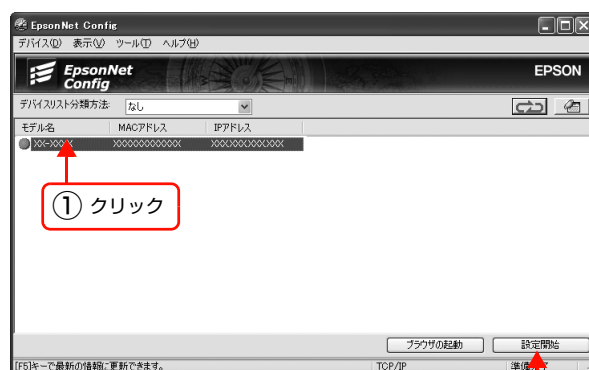 EpsonNet Config
デバイス(D) 表示(V) ツール(T) ヘルプ(H)
EpsonNet
Config
EPSON
デバイスリスト分類方法: なし
モデル名 MACアドレス IPアドレス
XX-XXXX XXXXXXXXXXXX XXX.XXX.XXX.XXX
① クリック
ブラウザの起動 設定開始
[F5]キーで最新の情報に更新できます。 TCP/IP